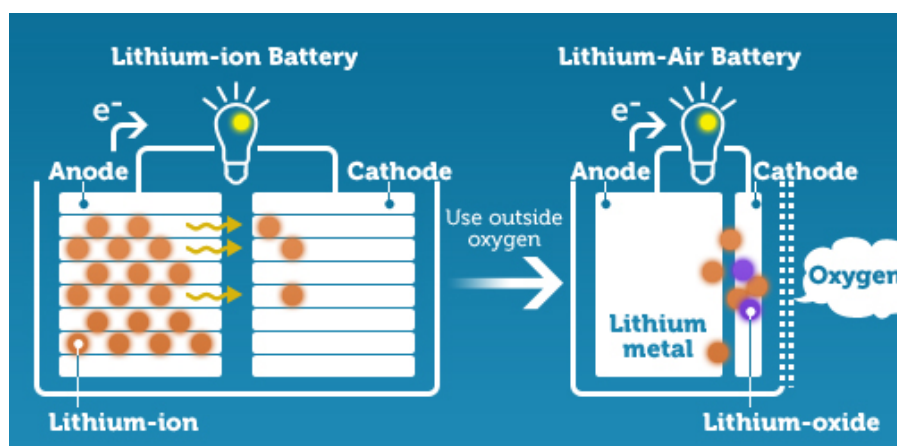 Lithium-ion Battery
Lithium-Air Battery
e-
e-
Anode
Cathode
Anode
Cathode
Use outside
oxygen
Oxygen
Lithium
metal
Lithium-ion
Lithium-oxide